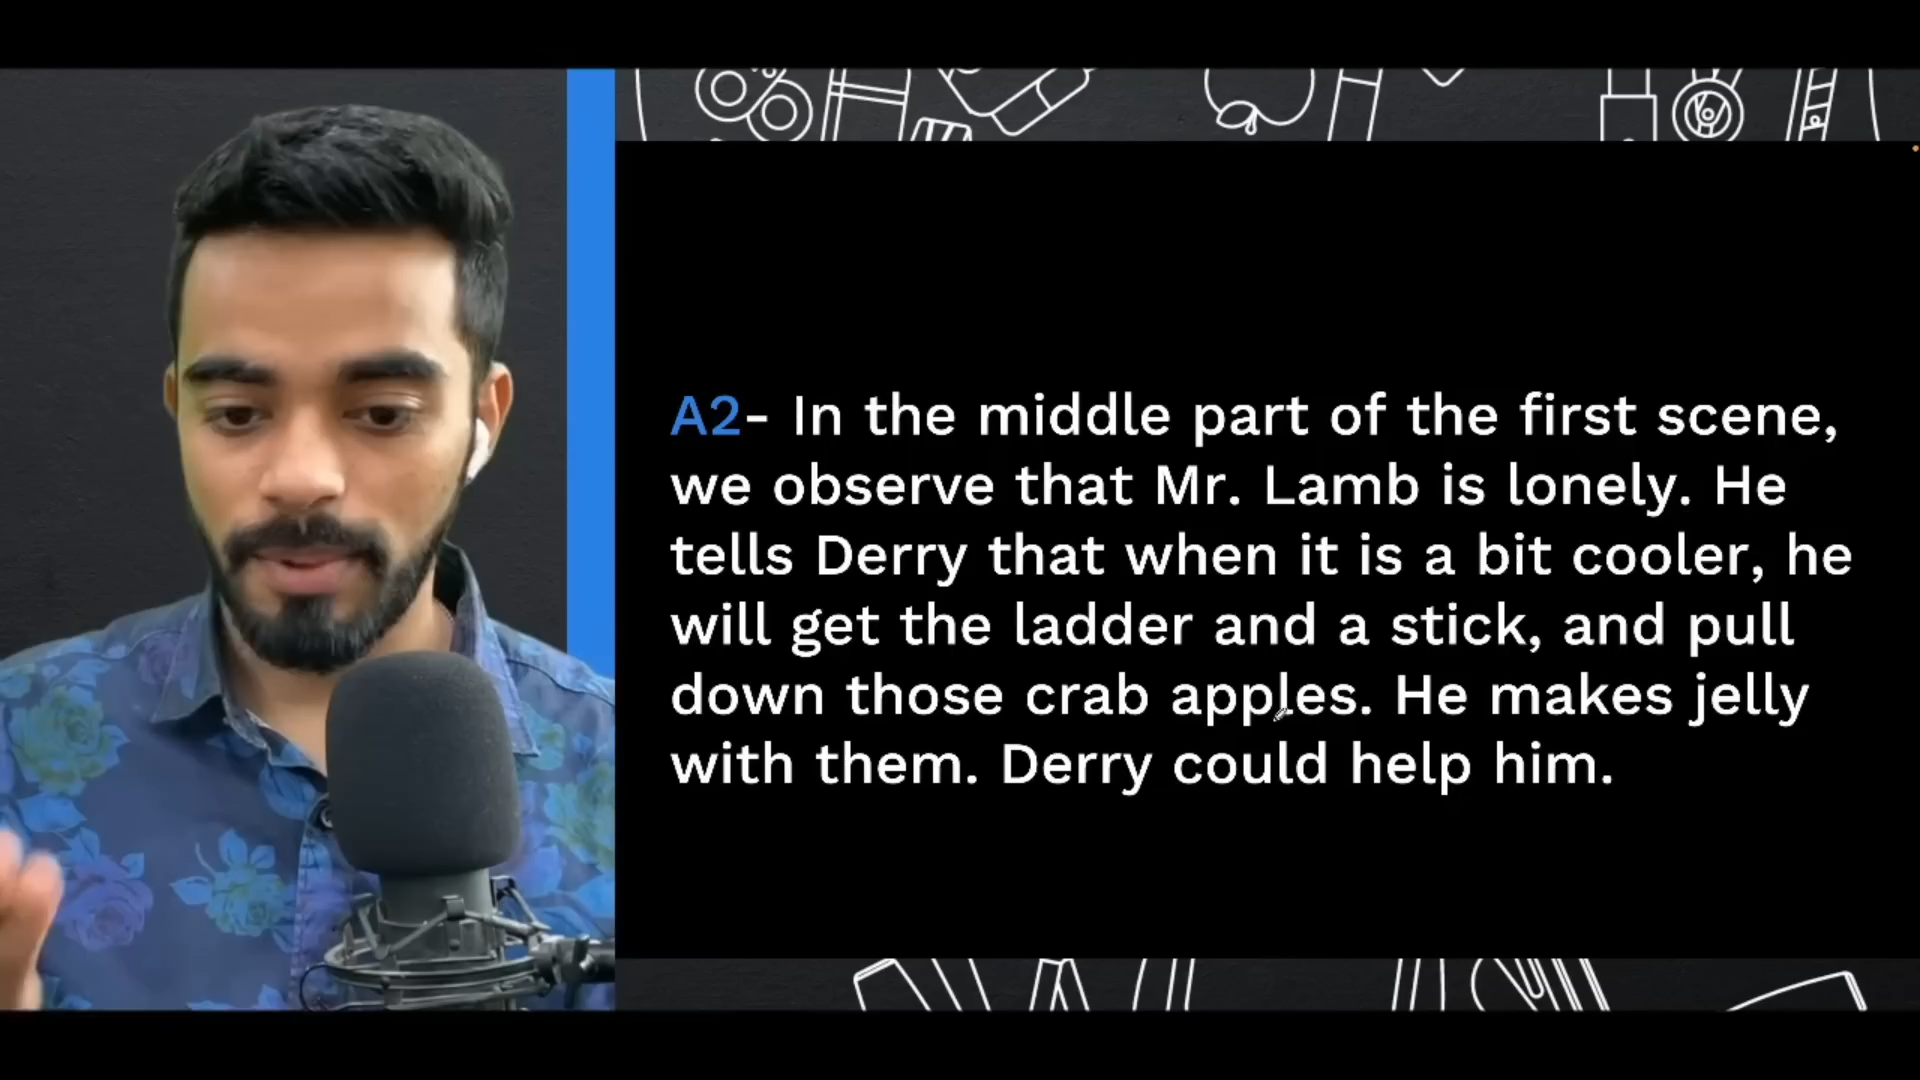 A2- In the middle part of the first scene,
we observe that Mr. Lamb is lonely. He
tells Derry that when it is a bit cooler, he
will get the ladder and a stick, and pull
down those crab apples. He makes jelly
with them. Derry could help him.